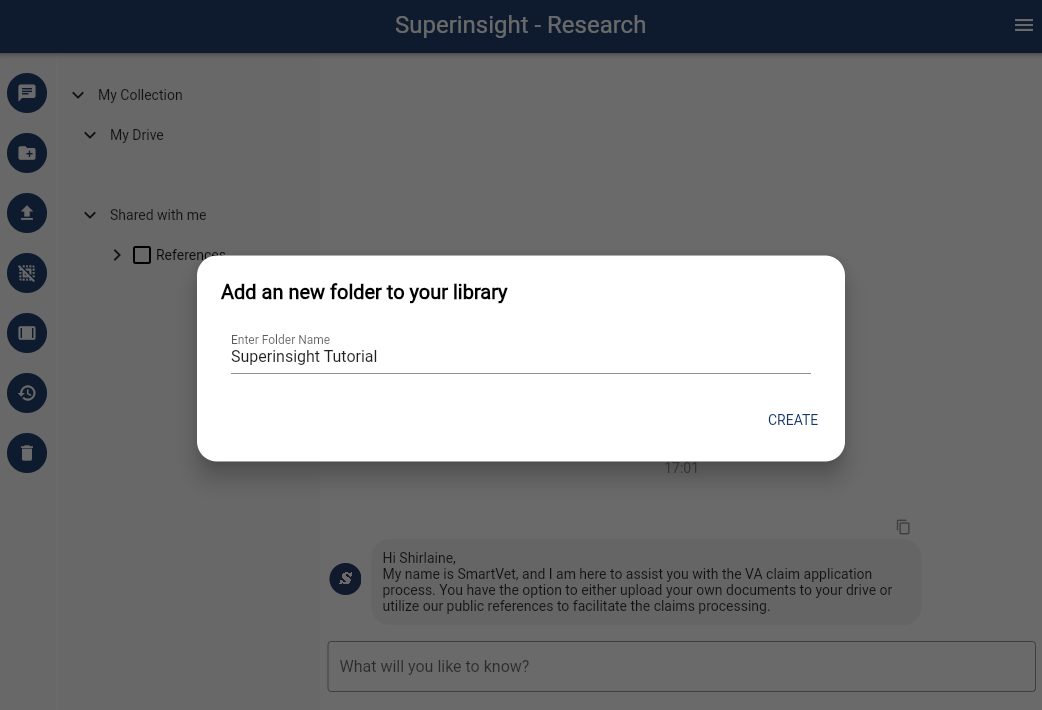 Superinsight - Research
My Collection
My Drive
Shared with me
References
Add an new folder to your library
Enter Folder Name
Superinsight Tutorial
CREATE
17:01
Hi Shirlaine,
My name is SmartVet, and I am here to assist you with the VA claim application
process. You have the option to either upload your own documents to your drive or
utilize our public references to facilitate the claims processing.
What will you like to know?